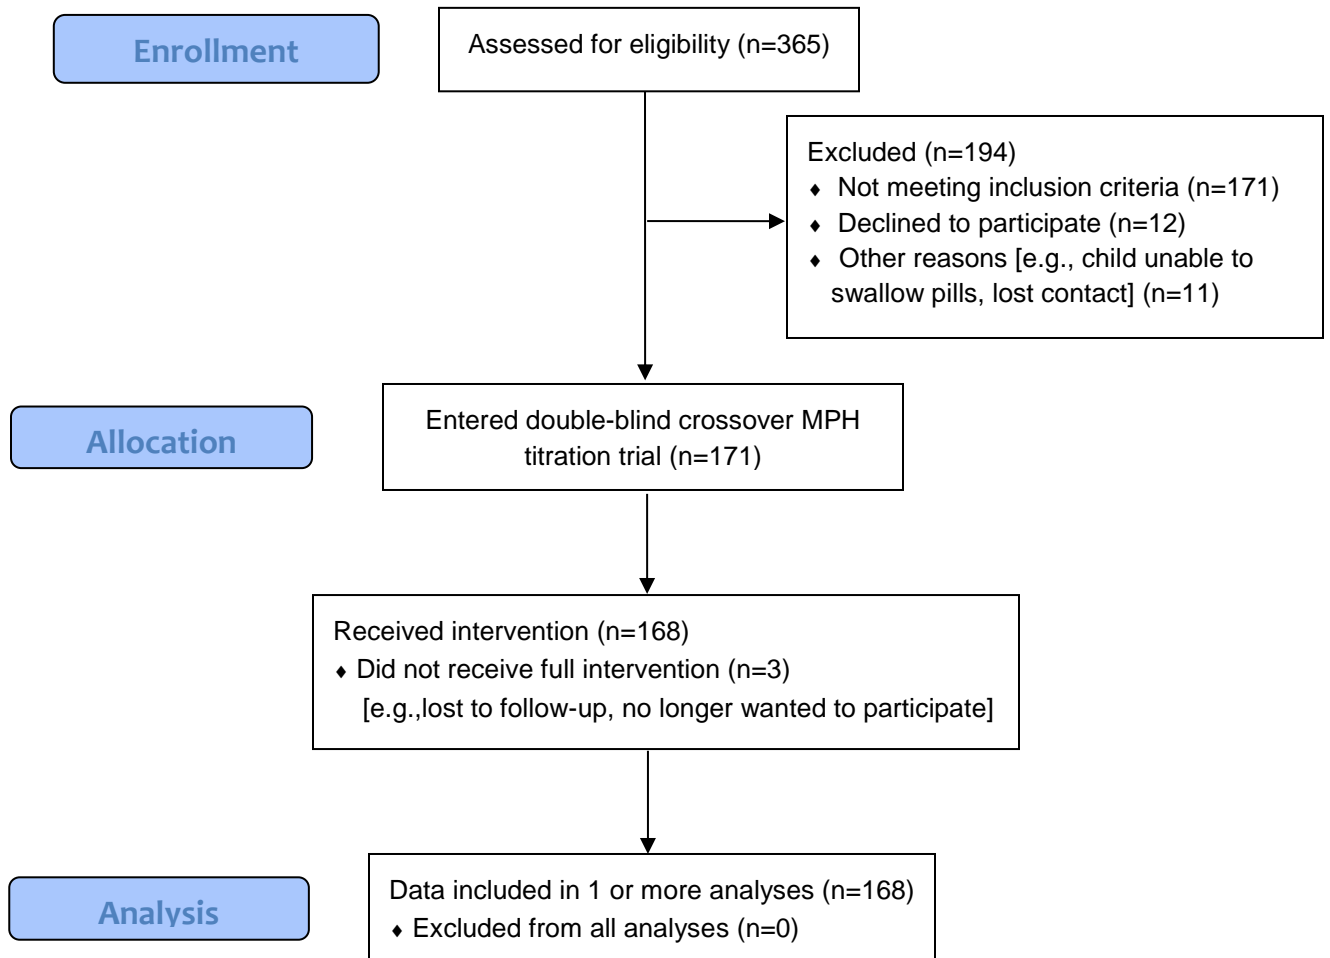 Enrollment
Assessed for eligibility (n=365)
Excluded (n=194)
♦ Not meeting inclusion criteria (n=171)
♦ Declined to participate (n=12)
♦ Other reasons [e.g., child unable to
swallow pills, lost contact] (n=11)
Allocation
Entered double-blind crossover MPH
titration trial (n=171)
Received intervention (n=168)
♦ Did not receive full intervention (n=3)
[e.g.,lost to follow-up, no longer wanted to participate]
Analysis
Data included in 1 or more analyses (n=168)
♦ Excluded from all analyses (n=0)